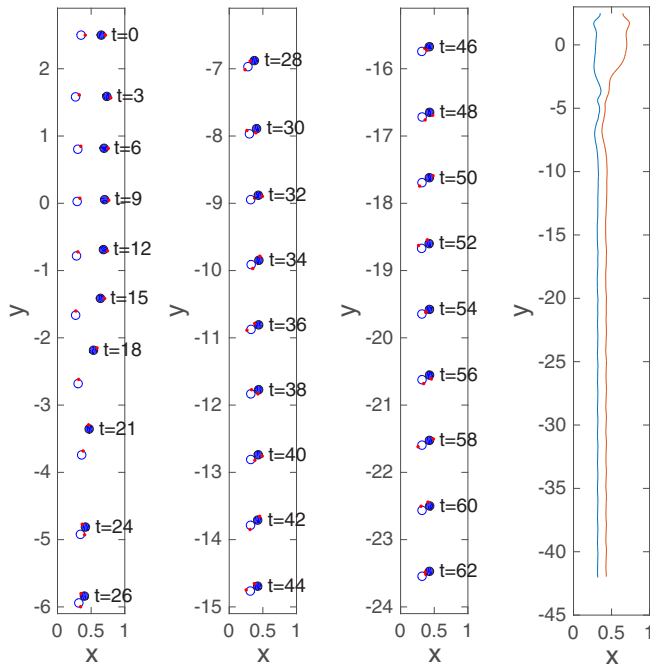 2
1
0
-1
-2
-3
-4
-5
-6
y
0 0.5 1
x
t=0
t=3
t=6
t=9
t=12
t=15
t=18
t=21
t=24
t=26
-7
-8
-9
-10
-11
-12
-13
-14
-15
y
0 0.5 1
x
t=28
t=30
t=32
t=34
t=36
t=38
t=40
t=42
t=44
-16
-17
-18
-19
-20
-21
-22
-23
-24
y
0 0.5 1
x
t=46
t=48
t=50
t=52
t=54
t=56
t=58
t=60
t=62
0
-5
-10
-15
-20
-25
-30
-35
-40
-45
y
0 0.5 1
x